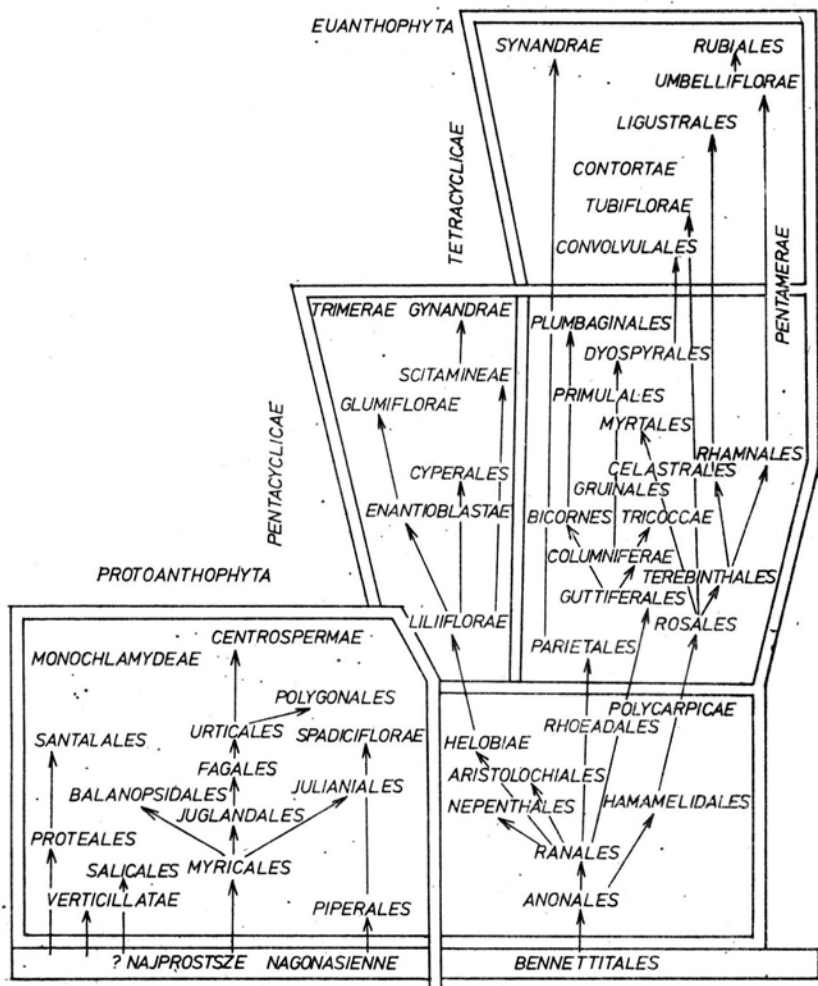 EUANTHOPHYTA
SYNANDRAE
RUBIALES
UMBELLIFLORAE
LIGUSTRALES
CONTORTAE
TUBIFLORAE
CONVOLVULALES
TETRACYCLICAE
PENTAMERAE
TRIMERAE GYNANDRAE
PLUMBAGINALES
DYOSPYRALES
SCITAMINEAE
PRIMULALES
GLUMIFLORAE
MYRTALES
RHAMNALES
CYPERALES
CELASTRALES
GRUINALES
ENANTIOBLASTAE
BICORNES TRICOCCAE
PENTACYCLICAE
COLUMNIFERAE
TEREBINTHALES
PROTOANTHOPHYTA
GUTTIFERALES
LILIIFLORAE
ROSALES
PARIETALES
CENTROSPERMAE
MONOCHLAMYDEAE
POLYGONALES
POLYCARPICAE
URTICALES
SPADICIFLORAE
RHOEADALES
SANTALALES
HELOBIAE
FAGALES
ARISTOLOCHIALES
BALANOPSIDALES
JULIANIALES
NEPENTHALES
HAMAMELIDALES
JUGLANDALES
PROTEALES
RANALES
SALICALES
MYRICALES
VERTICILLATAE
ANONALES
PIPERALES
? NAJPROSTSZE NAGONASIENNE
BENNETTITALES